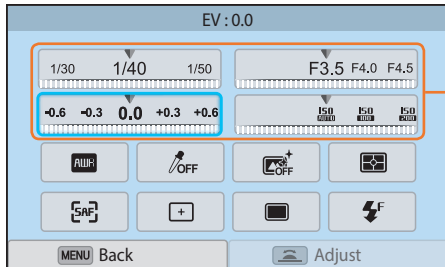 EV : 0.0
1/30 1/40 1/50 F3.5 F4.0 F4.5
-0.6 -0.3 0.0 +0.3 +0.6 ISO AUTO ISO 100 ISO 200
AWB OFF OFF
SAF F
MENU Back Adjust